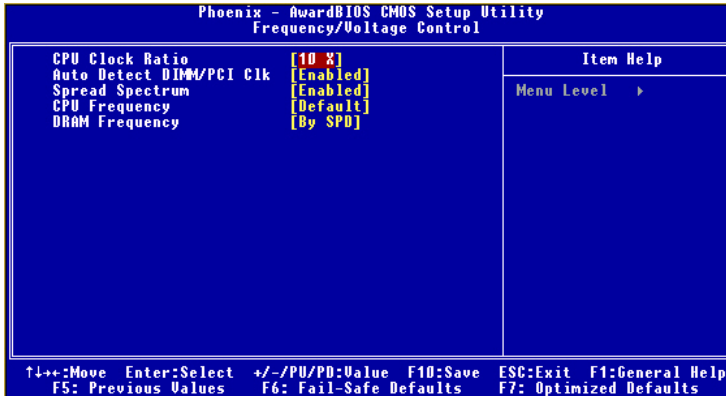 Phoenix - AwardBIOS CMOS Setup Utility
Frequency/Voltage Control
CPU Clock Ratio [10 X]
Auto Detect DIMM/PCI Clk [Enabled]
Spread Spectrum [Enabled]
CPU Frequency [Default]
DRAM Frequency [By SPD]
Item Help
Menu Level ▸
↑↓→←:Move Enter:Select +/-/PU/PD:Value F10:Save ESC:Exit F1:General Help
F5: Previous Values F6: Fail-Safe Defaults F7: Optimized Defaults